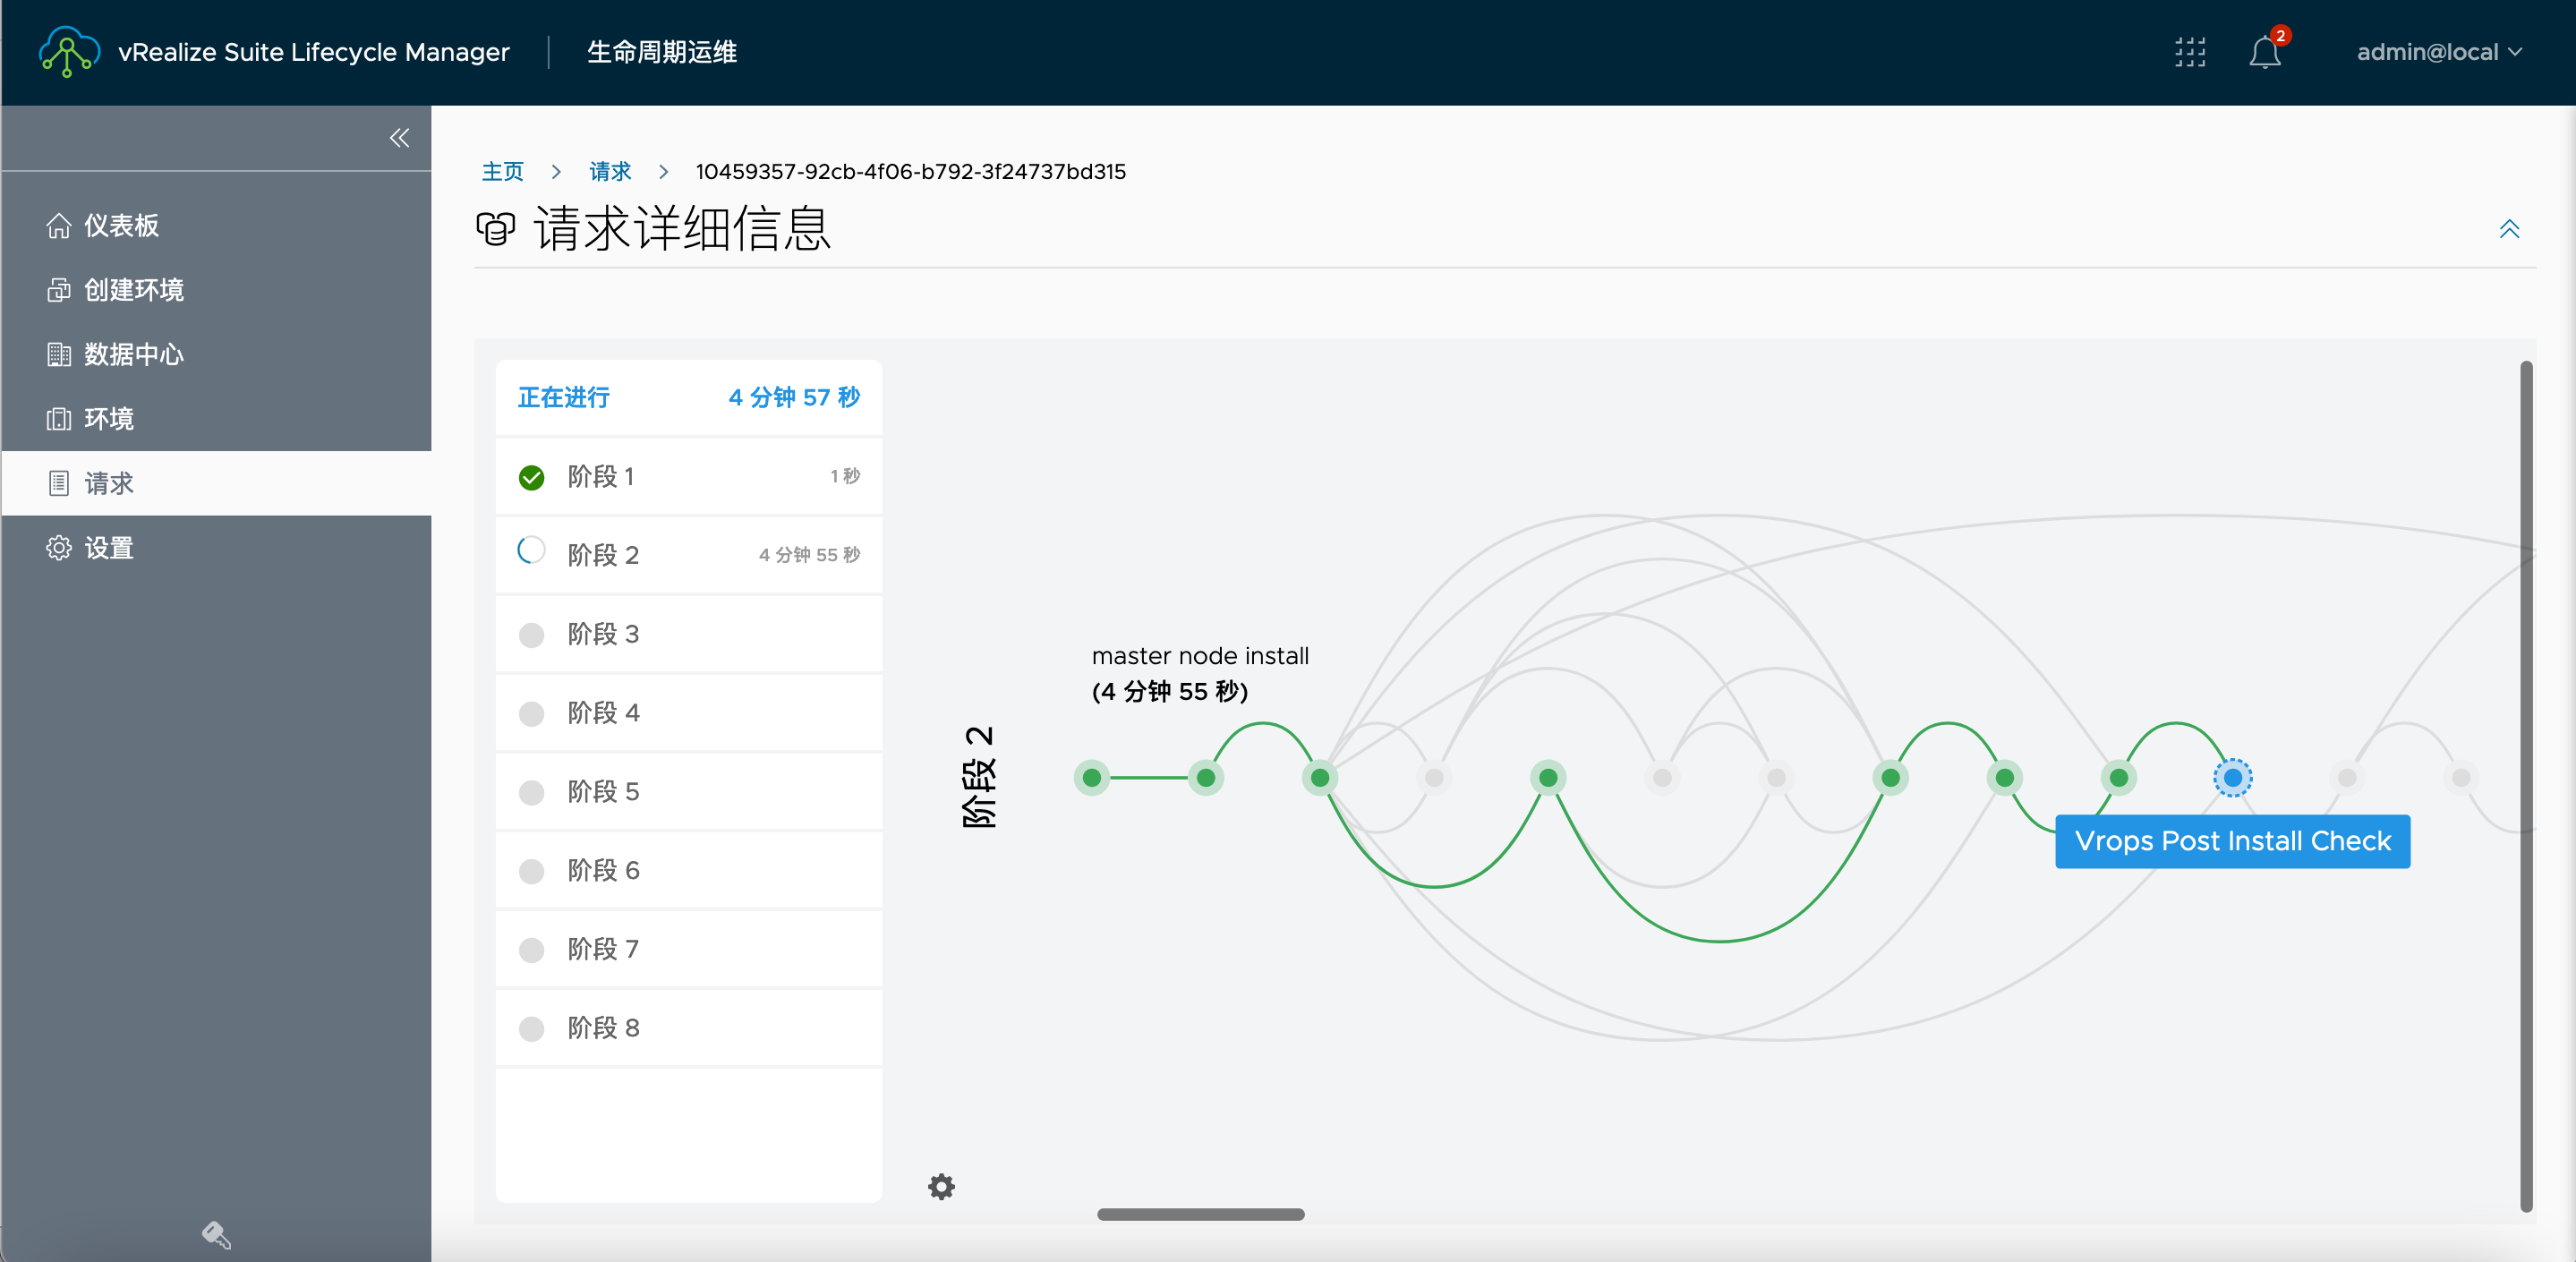 vRealize Suite Lifecycle Manager
生命周期运维
2
admin@local
仪表板
创建环境
数据中心
环境
请求
设置
主页 > 请求 > 10459357-92cb-4f06-b792-3f24737bd315
请求详细信息
正在进行 4 分钟 57 秒
阶段 1 1 秒
阶段 2 4 分钟 55 秒
阶段 3
阶段 4
阶段 5
阶段 6
阶段 7
阶段 8
阶段 2
master node install
(4 分钟 55 秒)
Vrops Post Install Check